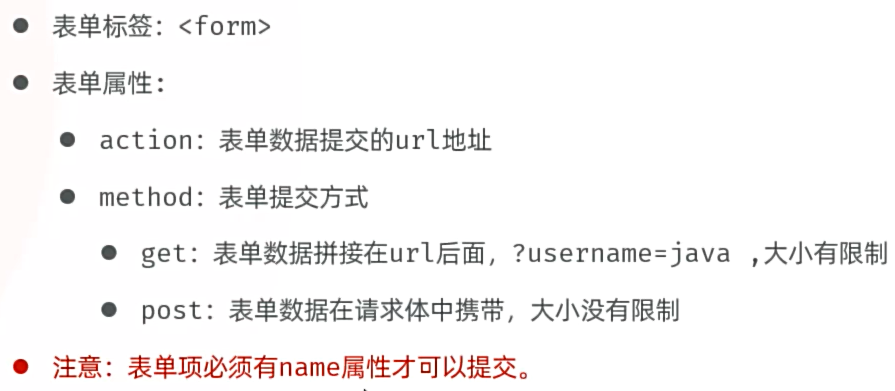 表单标签：<form>
表单属性:
action：表单数据提交的url地址
method：表单提交方式
get：表单数据拼接在url后面，?username=java ,大小有限制
post：表单数据在请求体中携带，大小没有限制
注意：表单项必须有name属性才可以提交。